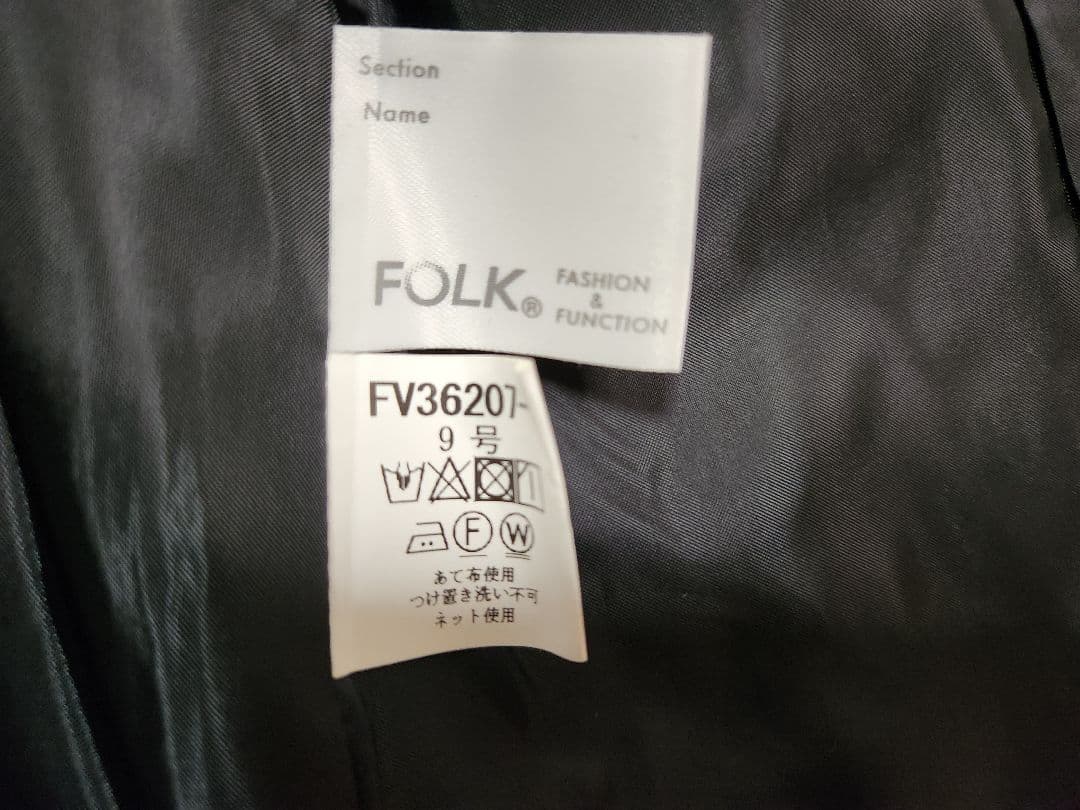 Section
Name
FOLK® FASHION & FUNCTION
FV36207-
9 号
F W
あて布使用
つけ置き洗い不可
ネット使用